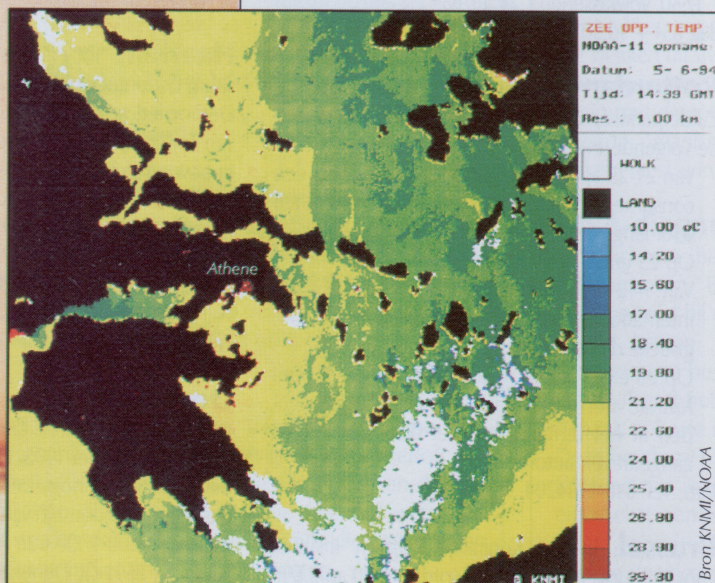 ZEE OPP. TEMP
NOAA-11 opname
Datum: 5- 6-94
Tijd: 14:39 GMT
Res.: 1.00 km
WOLK
LAND
10.00 oC
14.20
15.60
17.00
18.40
19.80
21.20
22.60
24.00
25.40
26.80
28.90
39.30
Athene
© KNMI
Bron KNMI/NOAA